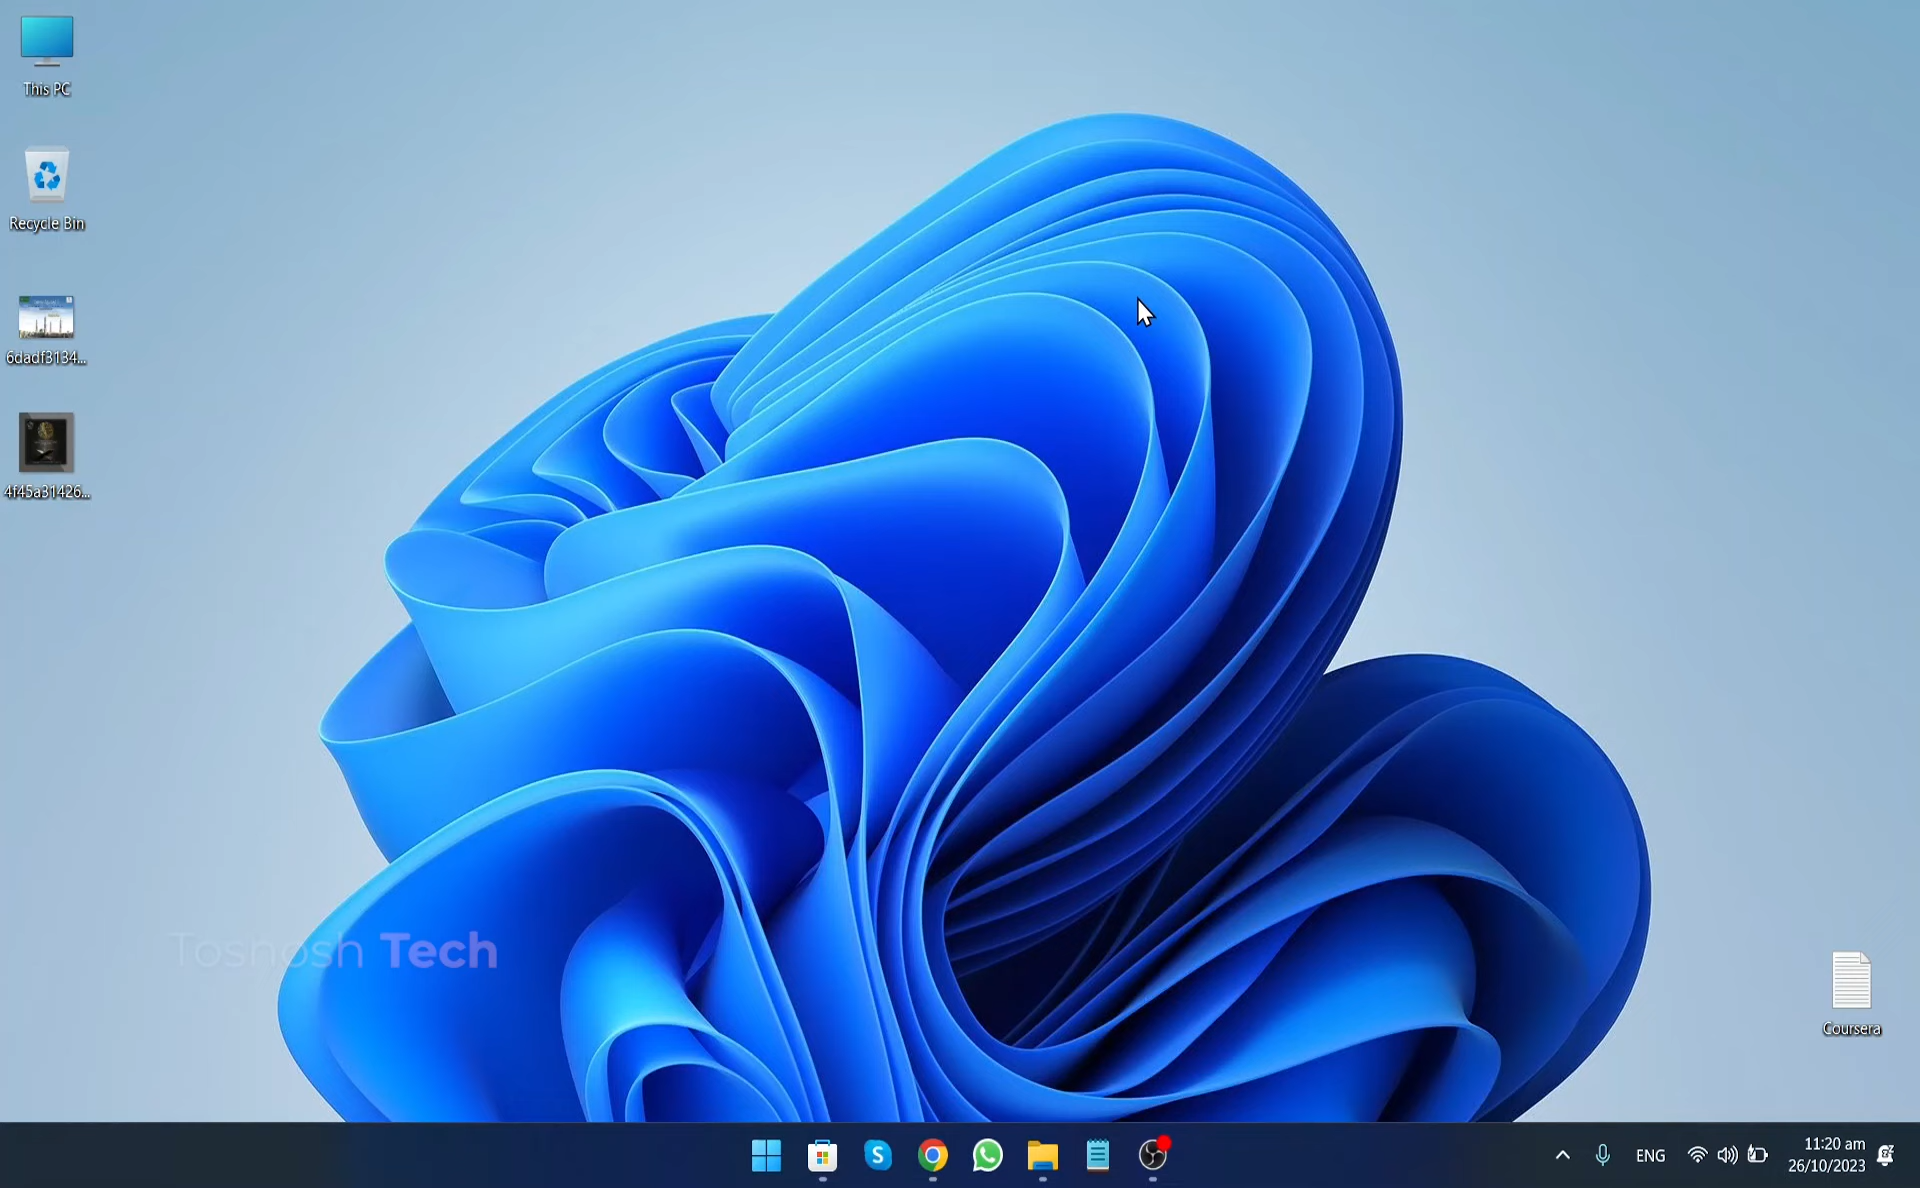 This PC
Recycle Bin
6dadf3134...
4f45a31426...
Toshosh Tech
Coursera
ENG
11:20 am
26/10/2023